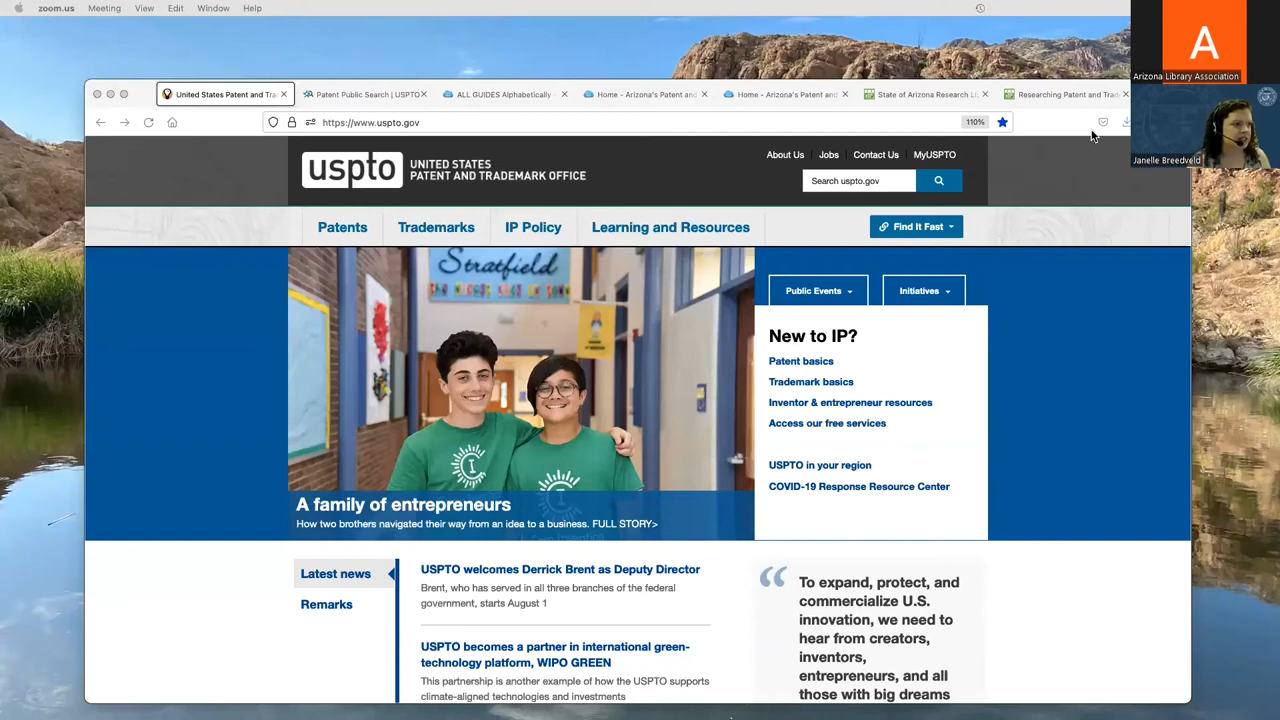 zoom.us Meeting View Edit Window Help
A
Arizona Library Association
United States Patent and Tra
Patent Public Search | USPTO
ALL GUIDES Alphabetically -
Home - Arizona's Patent and
Home - Arizona's Patent and
State of Arizona Research Li
Researching Patent and Trad
https://www.uspto.gov
110%
Janelle Breedveld
uspto
UNITED STATES
PATENT AND TRADEMARK OFFICE
About Us
Jobs
Contact Us
MyUSPTO
Search uspto.gov
Patents
Trademarks
IP Policy
Learning and Resources
Find It Fast
Stratfield
Public Events
Initiatives
New to IP?
Patent basics
Trademark basics
Inventor & entrepreneur resources
Access our free services
USPTO in your region
COVID-19 Response Resource Center
A family of entrepreneurs
How two brothers navigated their way from an idea to a business. FULL STORY>
Latest news
Remarks
USPTO welcomes Derrick Brent as Deputy Director
Brent, who has served in all three branches of the federal
government, starts August 1
USPTO becomes a partner in international green-
technology platform, WIPO GREEN
This partnership is another example of how the USPTO supports
climate-aligned technologies and investments
“
To expand, protect, and
commercialize U.S.
innovation, we need to
hear from creators,
inventors,
entrepreneurs, and all
those with big dreams